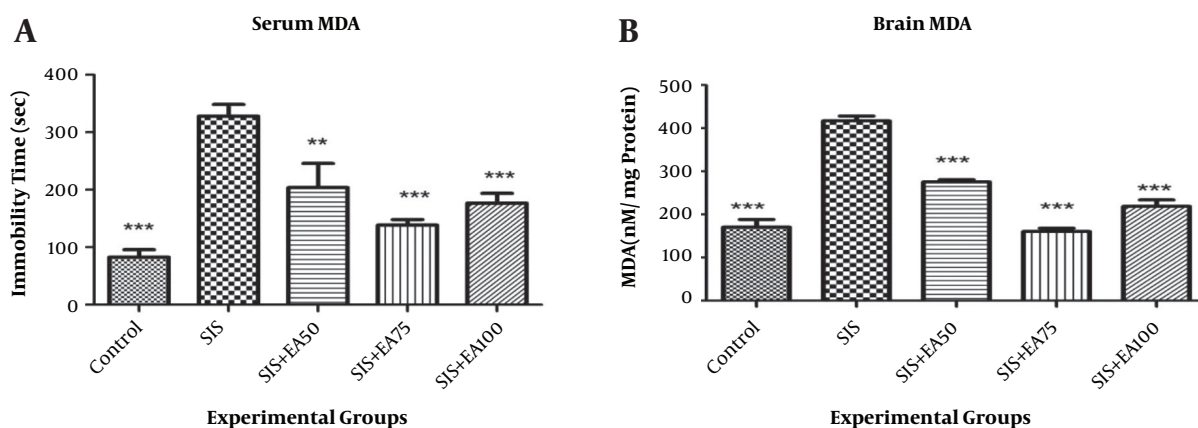 A
Serum MDA
Immobility Time (sec)
400
300
200
100
0
***
**
***
***
Control
SIS
SIS+EA50
SIS+EA75
SIS+EA100
Experimental Groups
B
Brain MDA
MDA(nM/ mg Protein)
500
400
300
200
100
0
***
***
***
***
Control
SIS
SIS+EA50
SIS+EA75
SIS+EA100
Experimental Groups